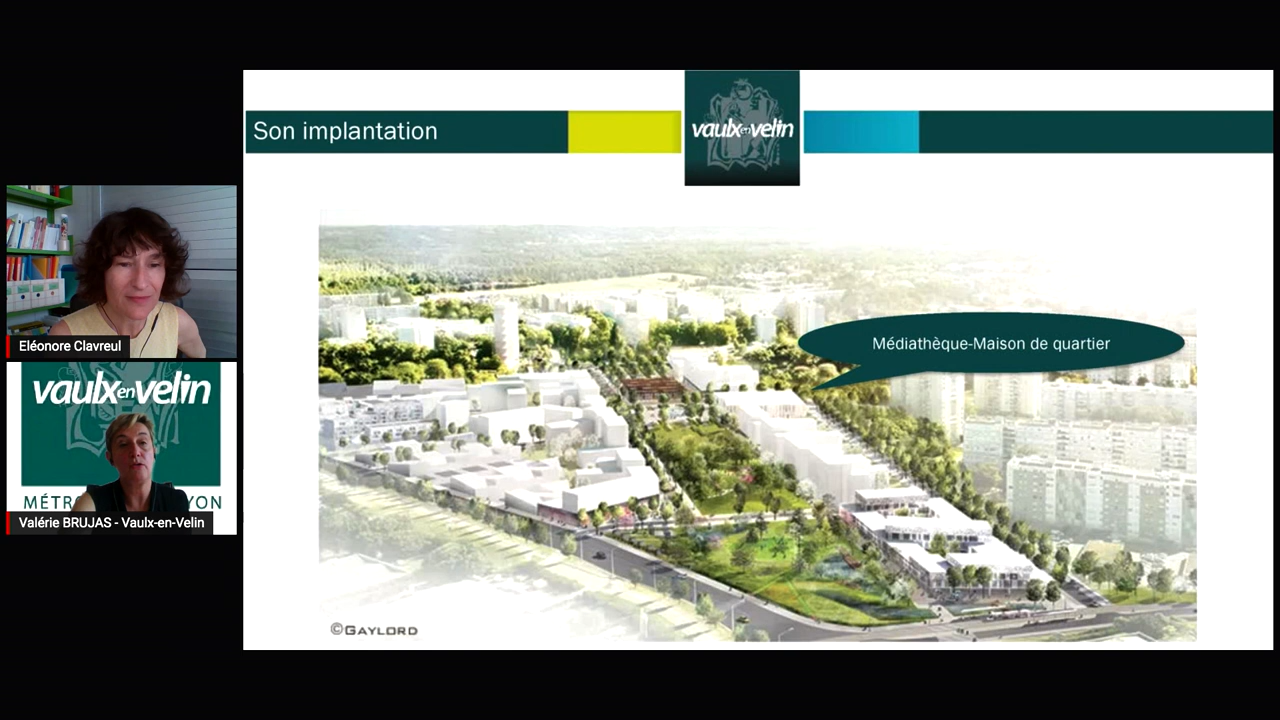 Son implantation
vaulx en velin
Médiathèque-Maison de quartier
©GAYLORD
Eléonore Clavreul
vaulx en velin
MÉTRO YON
Valérie BRUJAS - Vaulx-en-Velin